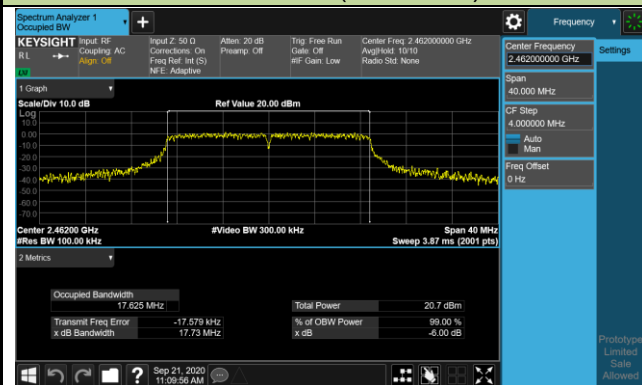 Spectrum Analyzer 1
Occupied BW
Frequency
KEYSIGHT
Input: RF
Coupling: AC
Align: Off
Input Z: 50 Ω
Corrections: On
Freq Ref: Int (S)
NFE: Adaptive
Atten: 20 dB
Preamp: Off
Trig: Free Run
Gate: Off
#IF Gain: Low
Center Freq: 2.462000000 GHz
Avg|Hold: 10/10
Radio Std: None
RL
Center Frequency
2.462000000 GHz
Settings
Span
40.000 MHz
CF Step
4.000000 MHz
Auto
Man
Freq Offset
0 Hz
1 Graph
Scale/Div 10.0 dB
Ref Value 20.00 dBm
Log
10.0
0.00
-10.0
-20.0
-30.0
-40.0
-50.0
-60.0
-70.0
Center 2.46200 GHz
#Video BW 300.00 kHz
Span 40 MHz
#Res BW 100.00 kHz
Sweep 3.87 ms (2001 pts)
2 Metrics
Occupied Bandwidth
17.625 MHz
Total Power
20.7 dBm
Transmit Freq Error
-17.579 kHz
% of OBW Power
99.00 %
x dB Bandwidth
17.73 MHz
x dB
-6.00 dB
Prototype
Limited
Sale
Allowed
?
Sep 21, 2020
11:09:56 AM